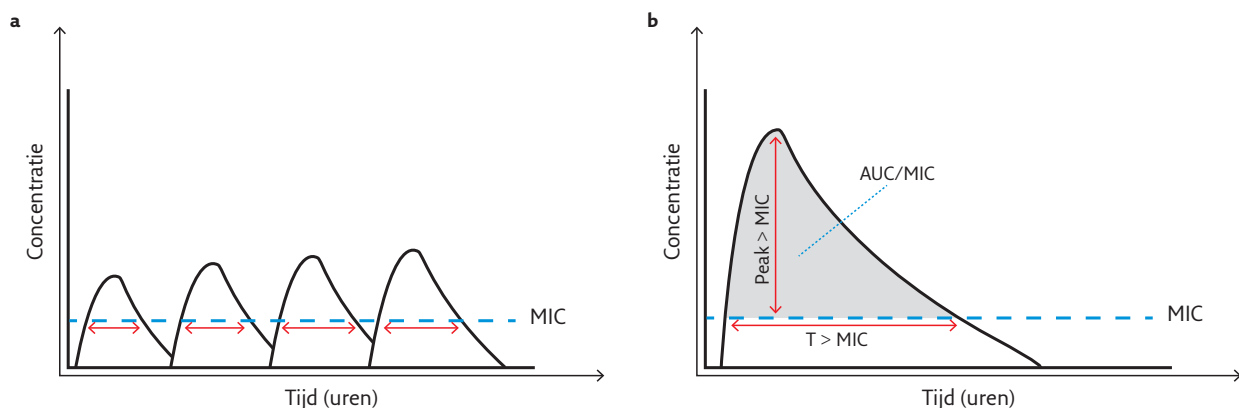 a
Concentratie
MIC
Tijd (uren)
b
Concentratie
AUC/MIC
Peak > MIC
MIC
T > MIC
Tijd (uren)